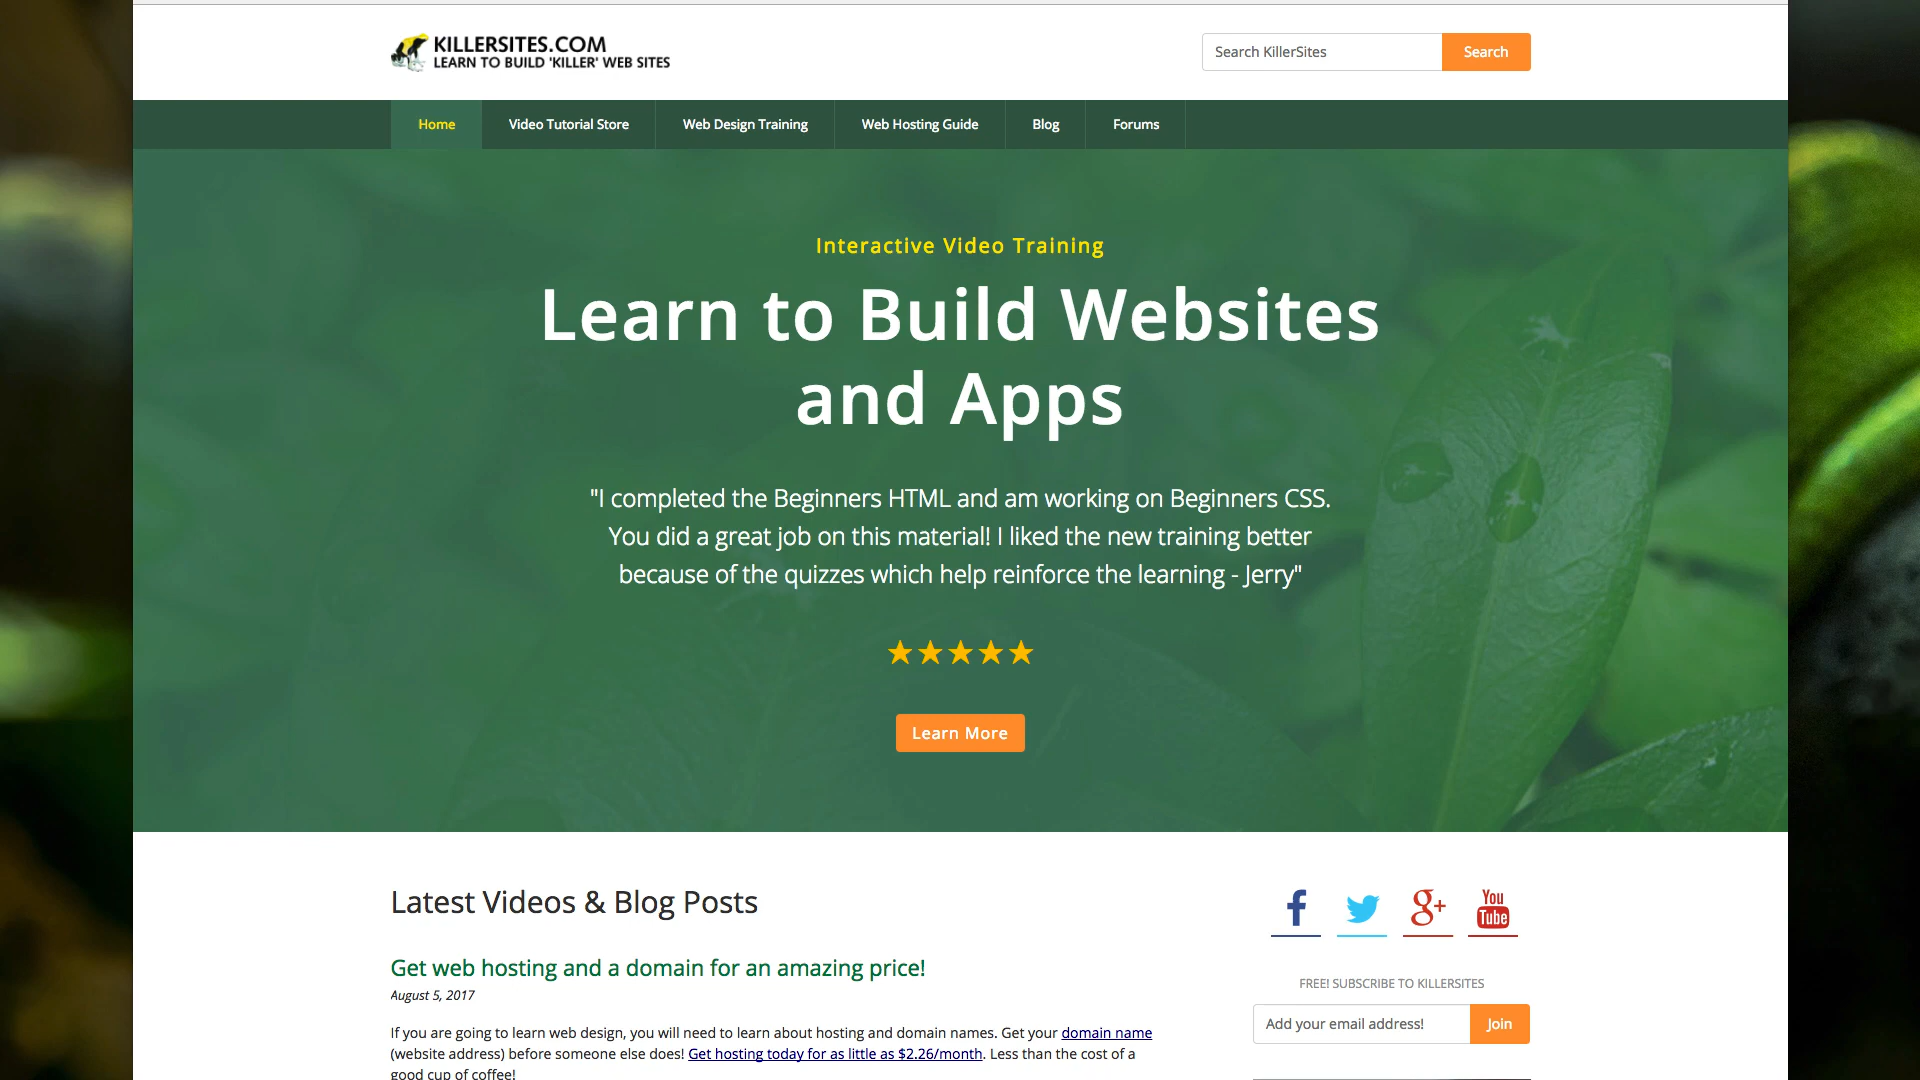 KILLERSITES.COM
LEARN TO BUILD 'KILLER' WEB SITES
Search KillerSites
Search
Home
Video Tutorial Store
Web Design Training
Web Hosting Guide
Blog
Forums
Interactive Video Training
Learn to Build Websites
and Apps
"I completed the Beginners HTML and am working on Beginners CSS.
You did a great job on this material! I liked the new training better
because of the quizzes which help reinforce the learning - Jerry"
Learn More
Latest Videos & Blog Posts
Get web hosting and a domain for an amazing price!
August 5, 2017
If you are going to learn web design, you will need to learn about hosting and domain names. Get your domain name
(website address) before someone else does! Get hosting today for as little as $2.26/month. Less than the cost of a
good cup of coffee!
f
g+
You
Tube
FREE! SUBSCRIBE TO KILLERSITES
Add your email address!
Join